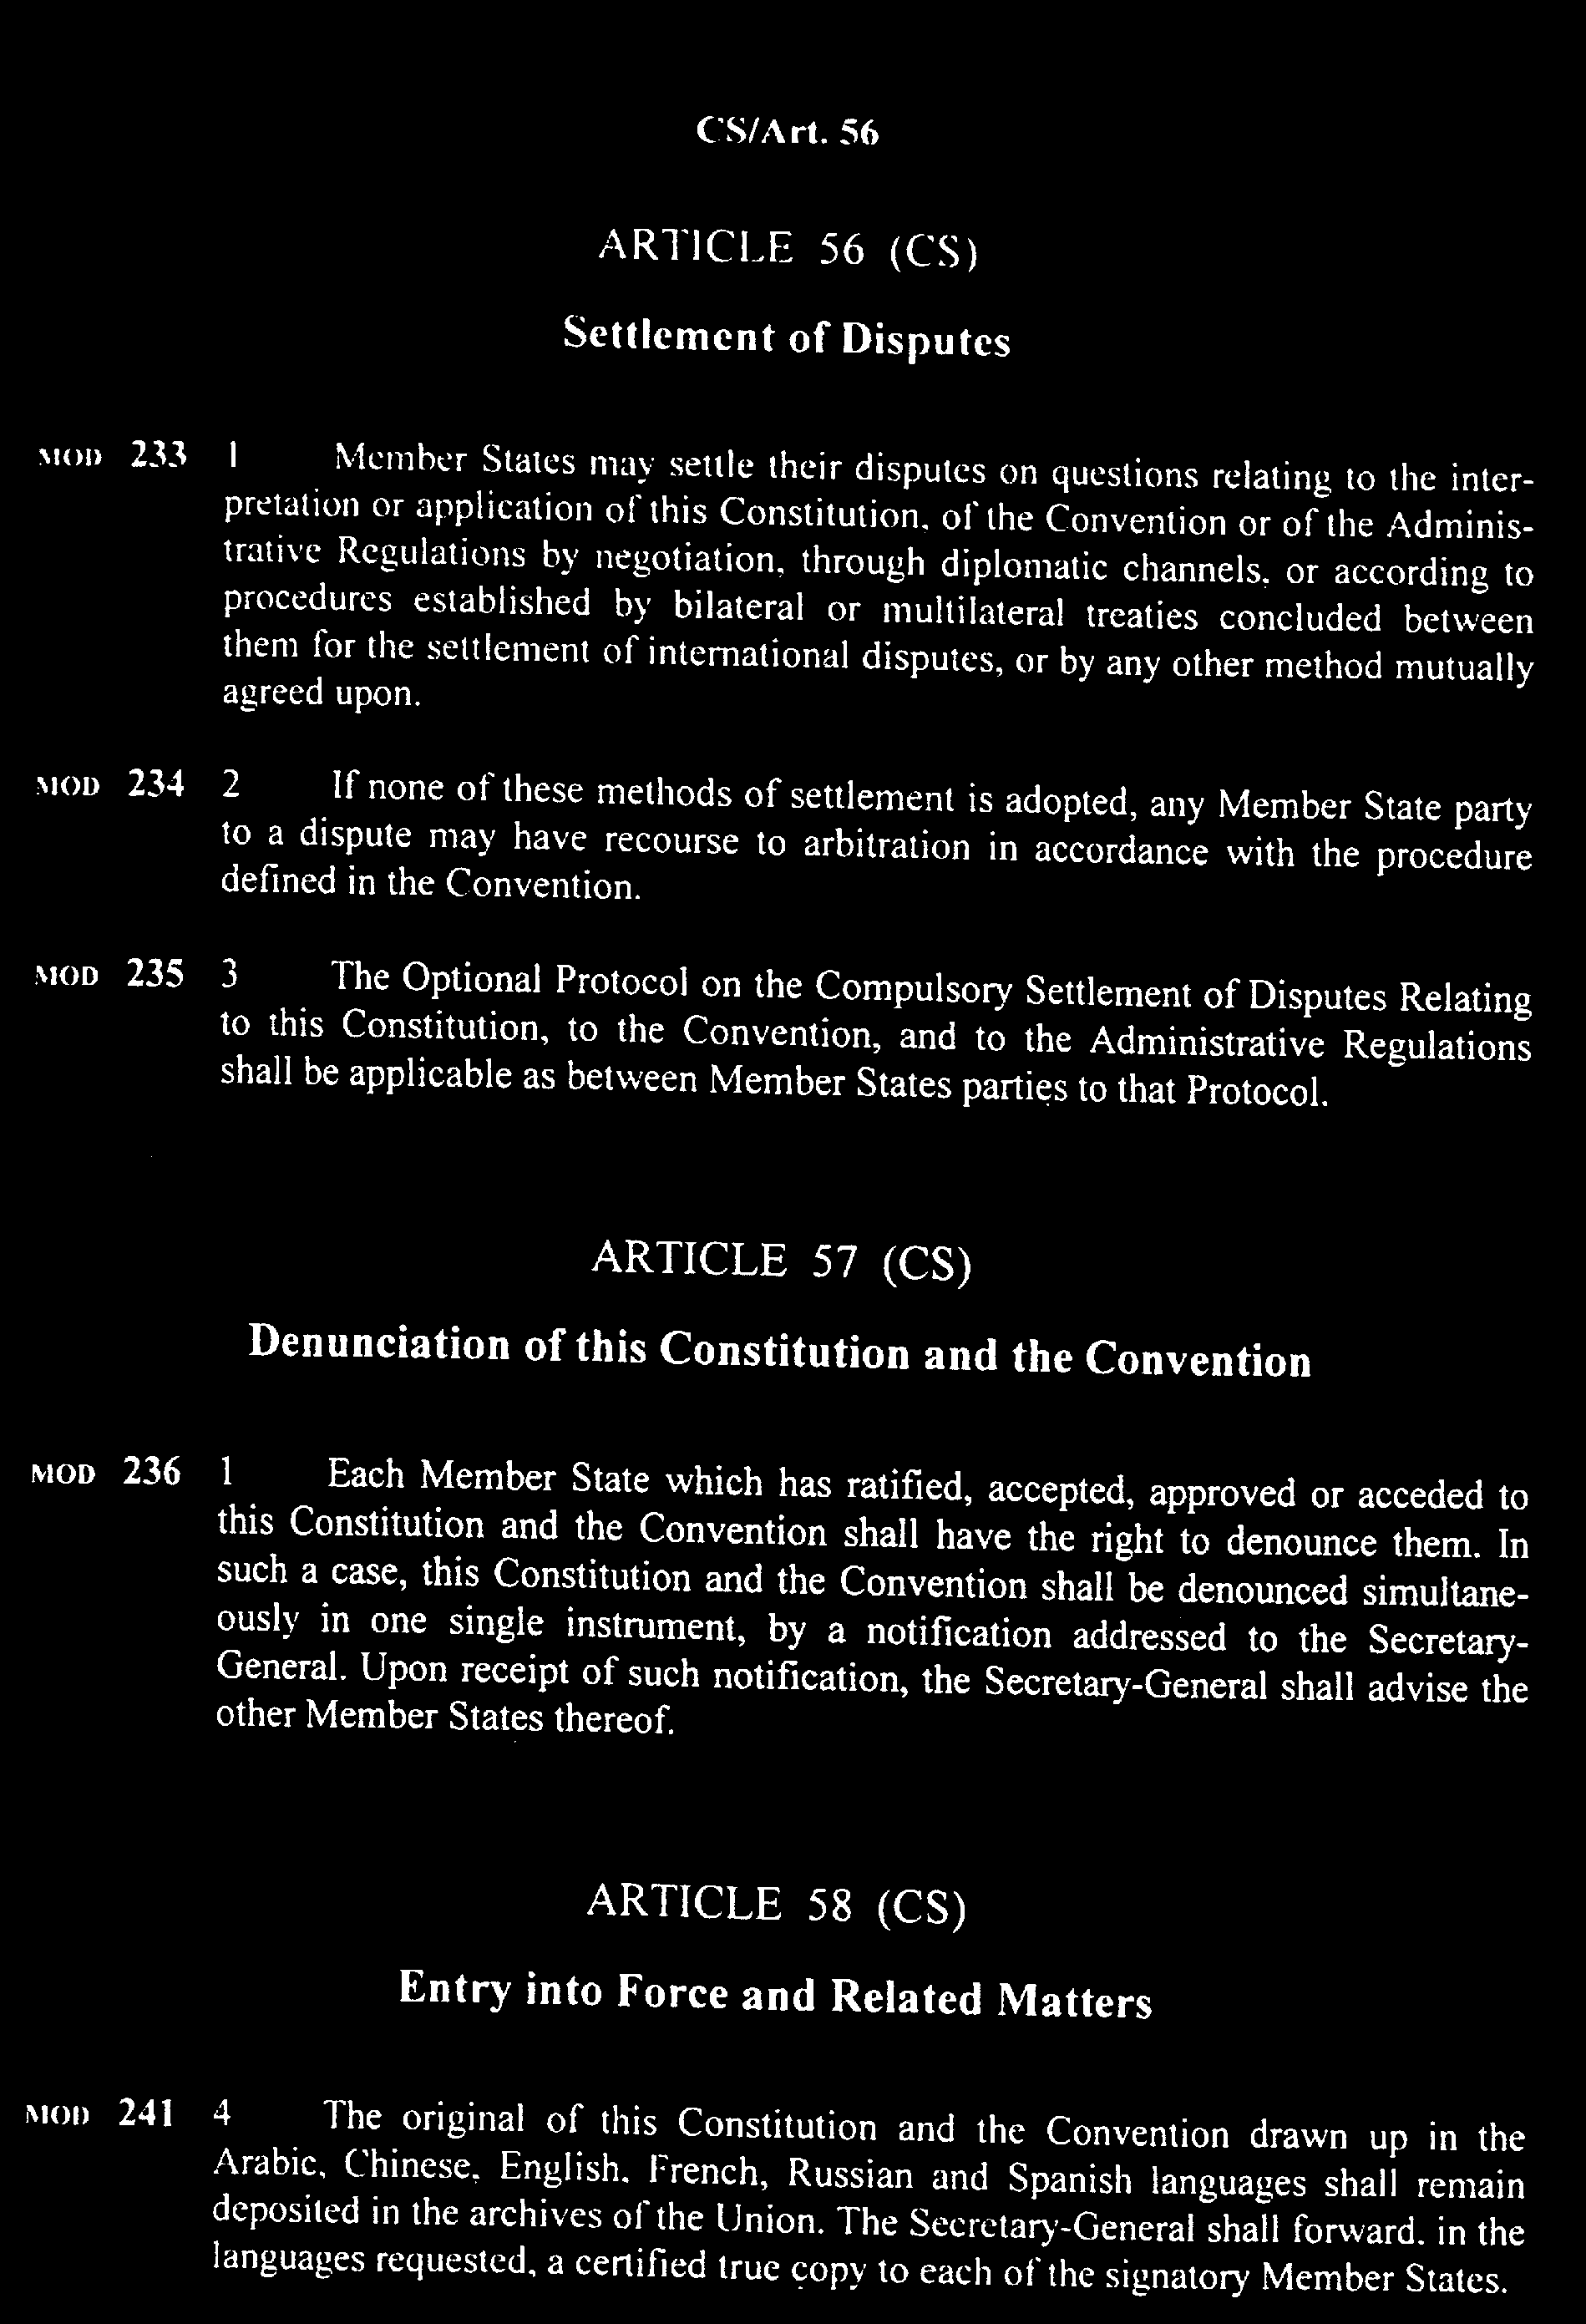 CS/Art. 56
ARTICLE 56 (CS)
Settlement of Disputes
MOD 233 1 Member States may settle their disputes on questions relating to the inter-
pretation or application of this Constitution, of the Convention or of the Adminis-
trative Regulations by negotiation, through diplomatic channels, or according to
procedures established by bilateral or multilateral treaties concluded between
them for the settlement of international disputes, or by any other method mutually
agreed upon.
MOD 234 2 If none of these methods of settlement is adopted, any Member State party
to a dispute may have recourse to arbitration in accordance with the procedure
defined in the Convention.
MOD 235 3 The Optional Protocol on the Compulsory Settlement of Disputes Relating
to this Constitution, to the Convention, and to the Administrative Regulations
shall be applicable as between Member States parties to that Protocol.
ARTICLE 57 (CS)
Denunciation of this Constitution and the Convention
MOD 236 1 Each Member State which has ratified, accepted, approved or acceded to
this Constitution and the Convention shall have the right to denounce them. In
such a case, this Constitution and the Convention shall be denounced simultane-
ously in one single instrument, by a notification addressed to the Secretary-
General. Upon receipt of such notification, the Secretary-General shall advise the
other Member States thereof.
ARTICLE 58 (CS)
Entry into Force and Related Matters
MOD 241 4 The original of this Constitution and the Convention drawn up in the
Arabic, Chinese, English, French, Russian and Spanish languages shall remain
deposited in the archives of the Union. The Secretary-General shall forward, in the
languages requested, a certified true copy to each of the signatory Member States.